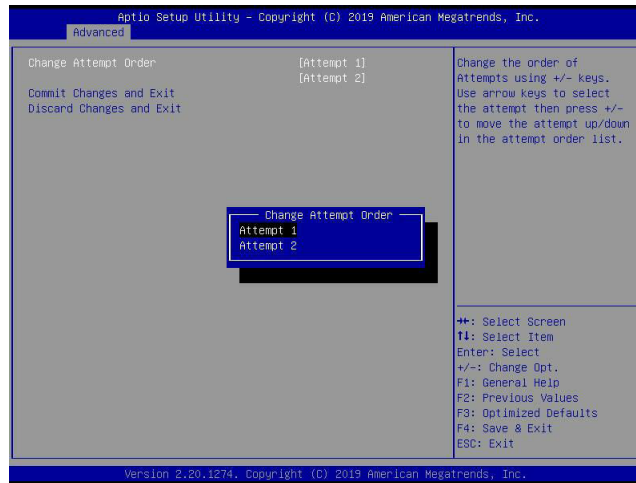 Aptio Setup Utility – Copyright (C) 2019 American Megatrends, Inc.
Advanced
Change Attempt Order [Attempt 1]
[Attempt 2]
Commit Changes and Exit
Discard Changes and Exit
Change the order of
Attempts using +/- keys.
Use arrow keys to select
the attempt then press +/-
to move the attempt up/down
in the attempt order list.
Change Attempt Order
Attempt 1
Attempt 2
→←: Select Screen
↑↓: Select Item
Enter: Select
+/-: Change Opt.
F1: General Help
F2: Previous Values
F3: Optimized Defaults
F4: Save & Exit
ESC: Exit
Version 2.20.1274. Copyright (C) 2019 American Megatrends, Inc.